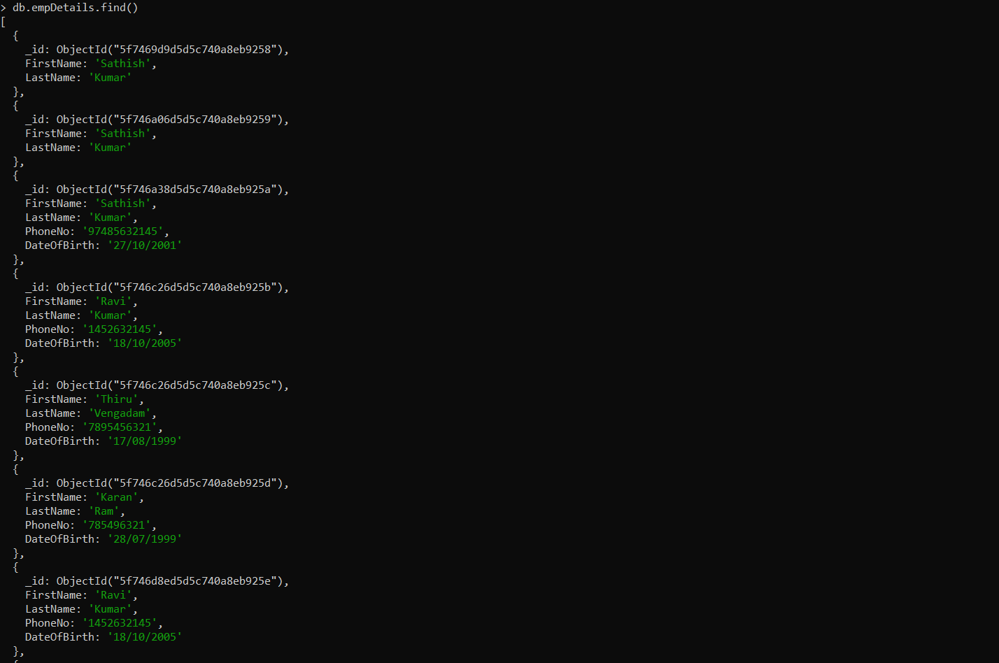 > db.empDetails.find()
[
  {
    _id: ObjectId("5f7469d9d5d5c740a8eb9258"),
    FirstName: 'Sathish',
    LastName: 'Kumar'
  },
  {
    _id: ObjectId("5f746a06d5d5c740a8eb9259"),
    FirstName: 'Sathish',
    LastName: 'Kumar'
  },
  {
    _id: ObjectId("5f746a38d5d5c740a8eb925a"),
    FirstName: 'Sathish',
    LastName: 'Kumar',
    PhoneNo: '97485632145',
    DateOfBirth: '27/10/2001'
  },
  {
    _id: ObjectId("5f746c26d5d5c740a8eb925b"),
    FirstName: 'Ravi',
    LastName: 'Kumar',
    PhoneNo: '1452632145',
    DateOfBirth: '18/10/2005'
  },
  {
    _id: ObjectId("5f746c26d5d5c740a8eb925c"),
    FirstName: 'Thiru',
    LastName: 'Vengadam',
    PhoneNo: '7895456321',
    DateOfBirth: '17/08/1999'
  },
  {
    _id: ObjectId("5f746c26d5d5c740a8eb925d"),
    FirstName: 'Karan',
    LastName: 'Ram',
    PhoneNo: '785496321',
    DateOfBirth: '28/07/1999'
  },
  {
    _id: ObjectId("5f746d8ed5d5c740a8eb925e"),
    FirstName: 'Ravi',
    LastName: 'Kumar',
    PhoneNo: '1452632145',
    DateOfBirth: '18/10/2005'
  },